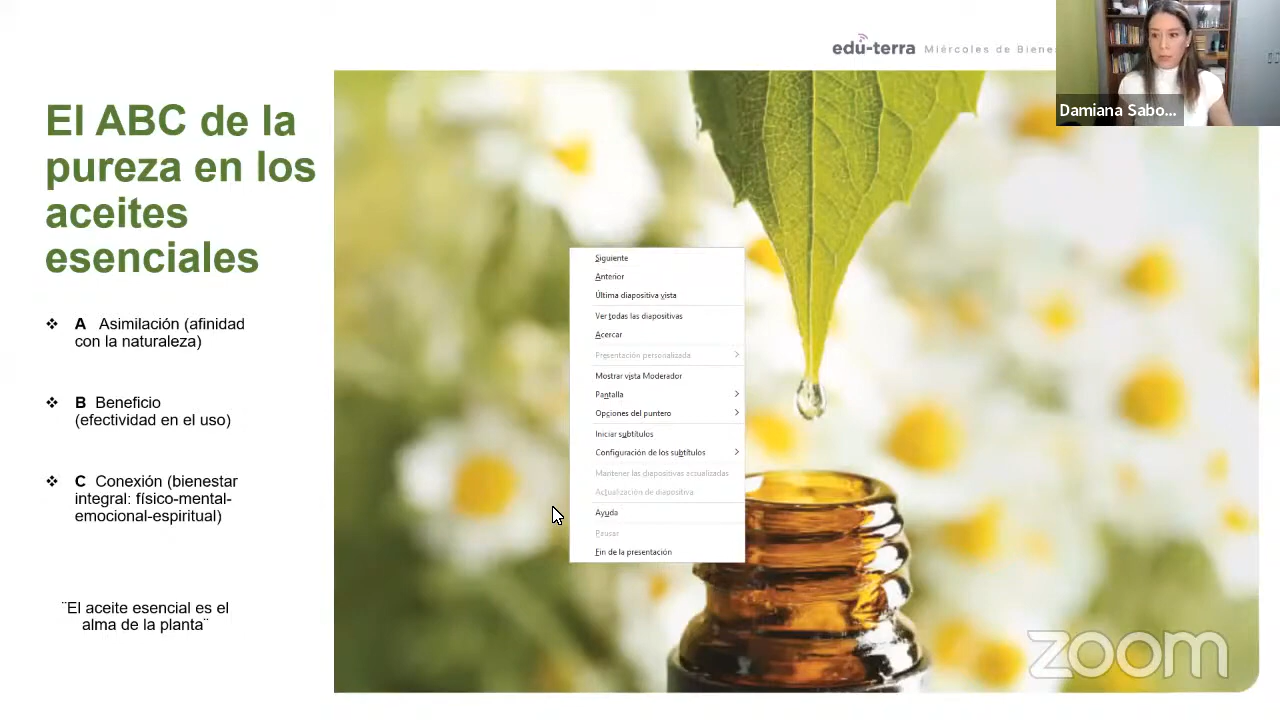 edu-terra Miércoles de Bienes
Damiana Sabo...
El ABC de la
pureza en los
aceites
esenciales
❖ A Asimilación (afinidad
con la naturaleza)
❖ B Beneficio
(efectividad en el uso)
❖ C Conexión (bienestar
integral: físico-mental-
emocional-espiritual)
¨El aceite esencial es el
alma de la planta¨
Siguiente
Anterior
Última diapositiva vista
Ver todas las diapositivas
Acercar
Presentación personalizada
Mostrar vista Moderador
Pantalla
Opciones del puntero
Iniciar subtítulos
Configuración de los subtítulos
Mantener las diapositivas actualizadas
Actualización de diapositiva
Ayuda
Pausar
Fin de la presentación
zoom